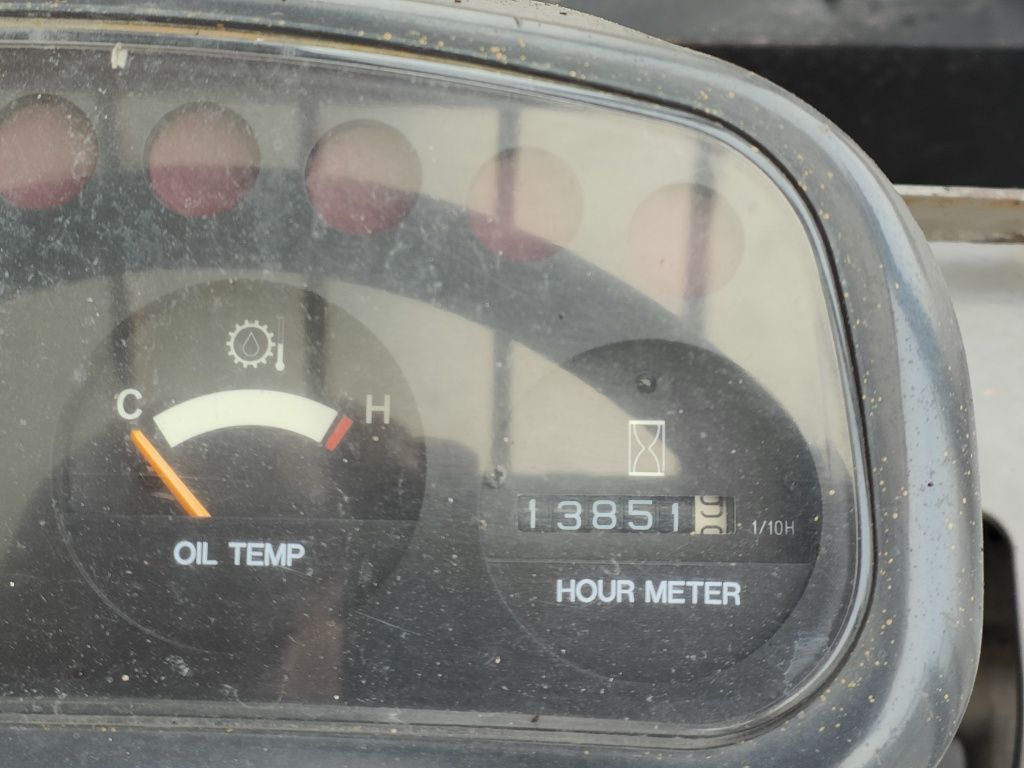 C H
OIL TEMP
13851
1/10H
HOUR METER